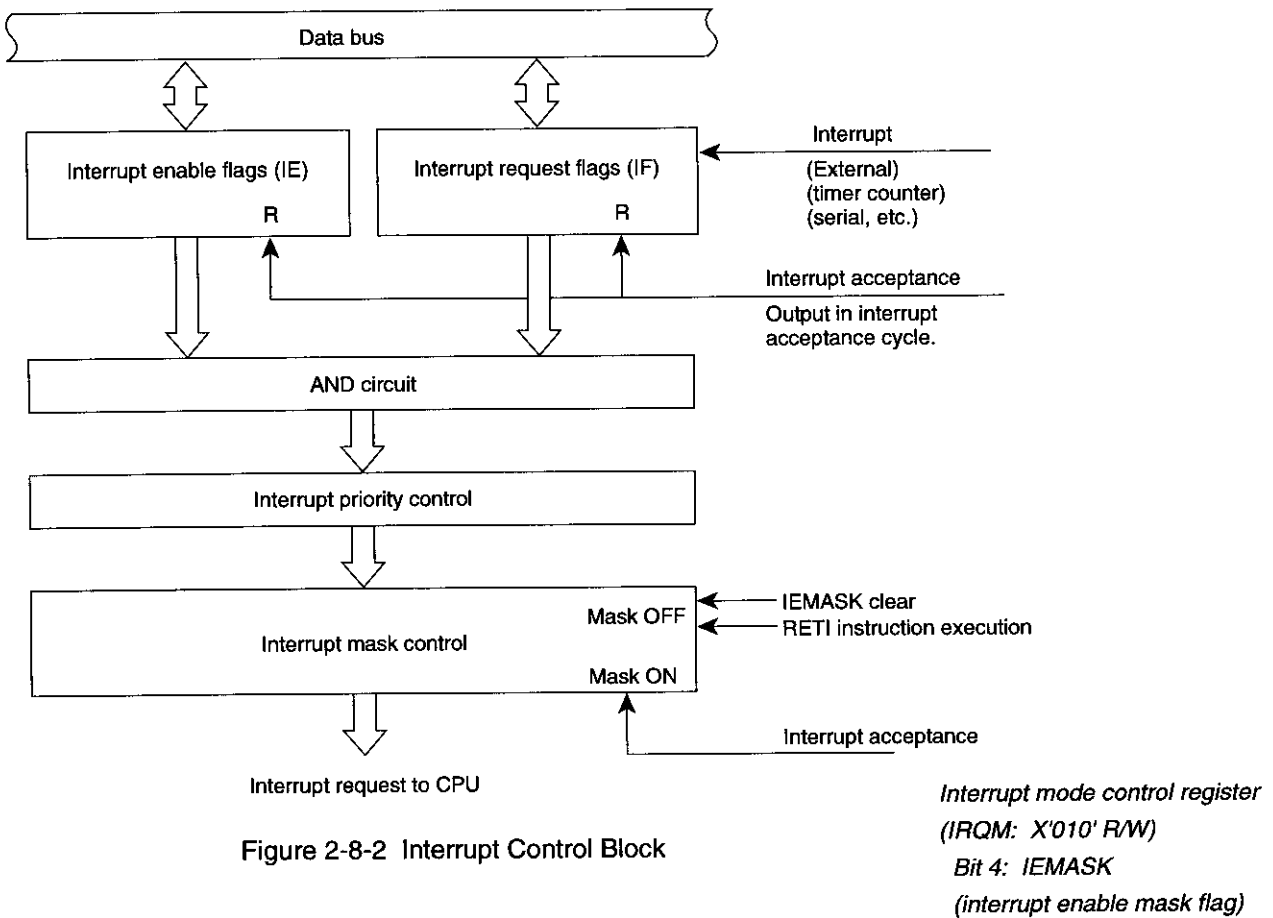 Data bus
Interrupt enable flags (IE)
R
Interrupt request flags (IF)
R
Interrupt
(External)
(timer counter)
(serial, etc.)
Interrupt acceptance
Output in interrupt
acceptance cycle.
AND circuit
Interrupt priority control
Interrupt mask control
Mask OFF
Mask ON
IEMASK clear
RETI instruction execution
Interrupt acceptance
Interrupt request to CPU
Figure 2-8-2 Interrupt Control Block
Interrupt mode control register
(IRQM: X'010' R/W)
Bit 4: IEMASK
(interrupt enable mask flag)